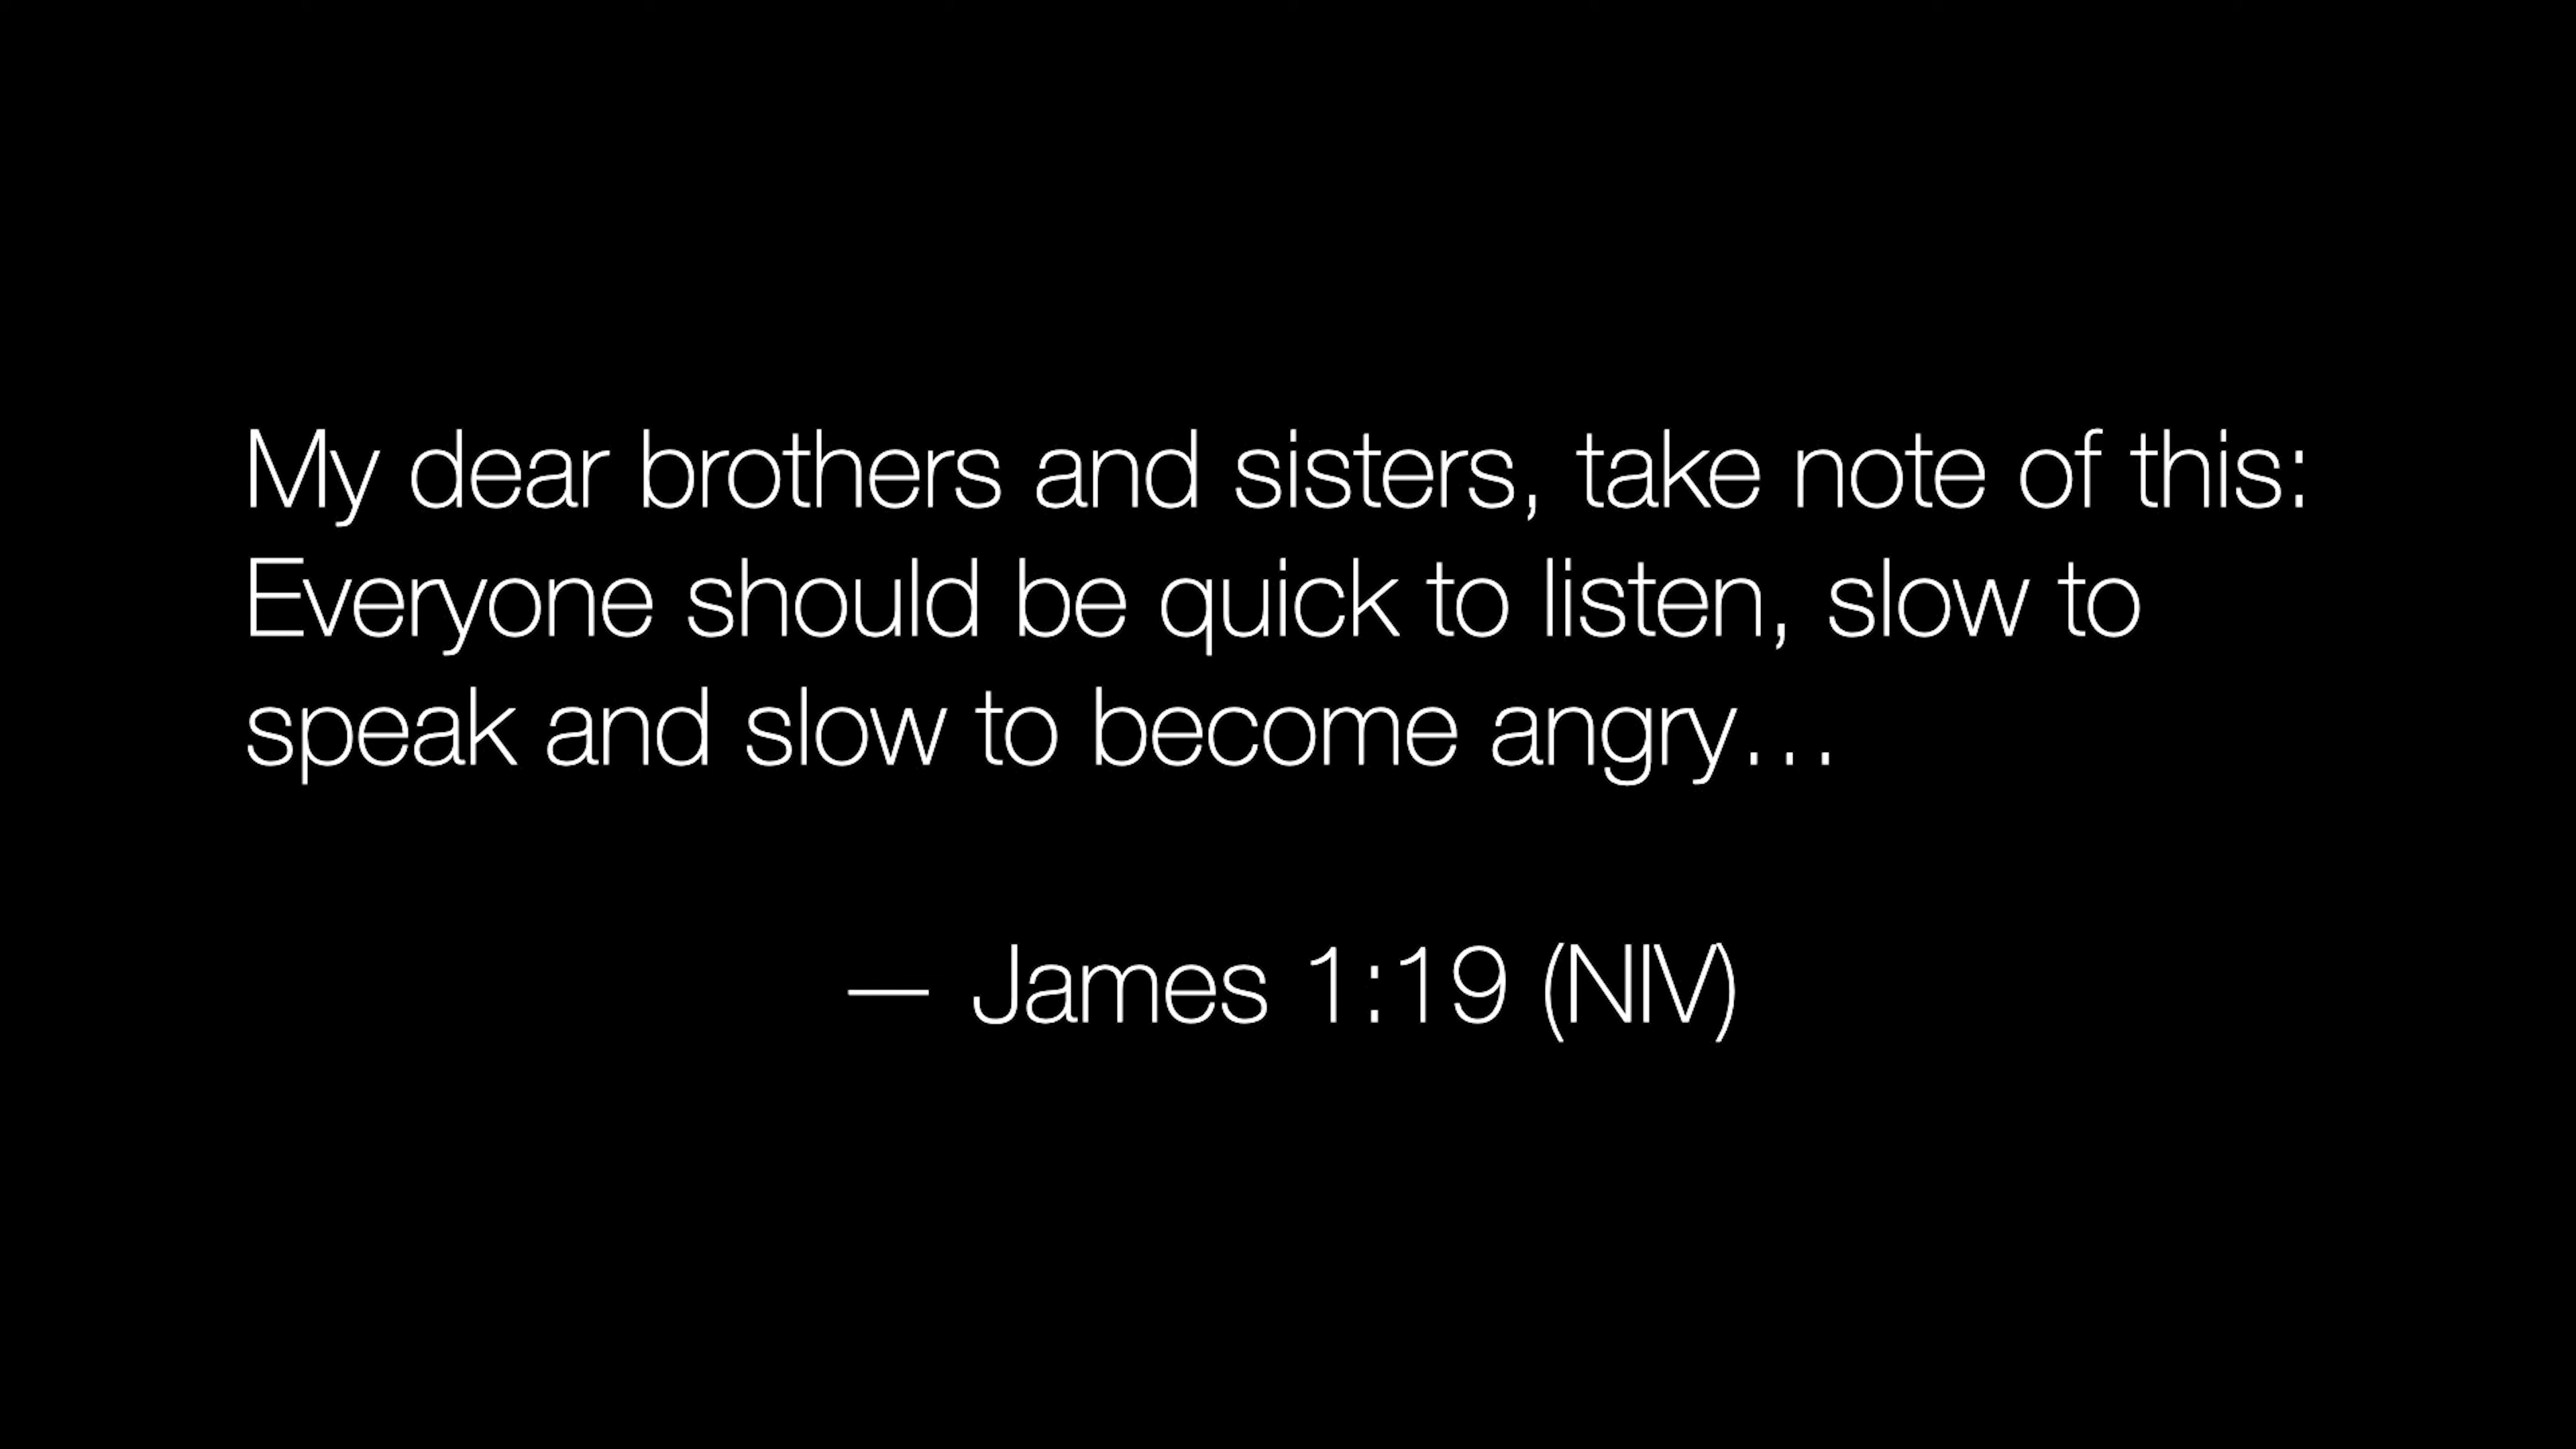 My dear brothers and sisters, take note of this:
Everyone should be quick to listen, slow to
speak and slow to become angry…
— James 1:19 (NIV)